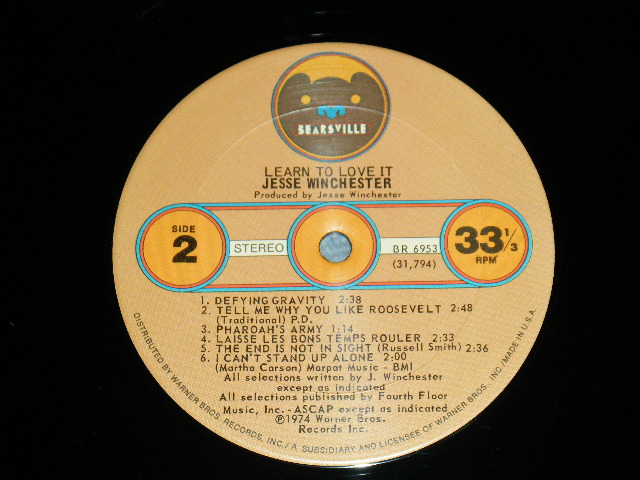 BEARSVILLE
LEARN TO LOVE IT
JESSE WINCHESTER
Produced by Jesse Winchester
SIDE
2
STEREO
BR 6953
(31,794)
33 1/3
RPM
1. DEFYING GRAVITY 2:38
2. TELL ME WHY YOU LIKE ROOSEVELT 2:48
(Traditional) P.D.
3. PHAROAH'S ARMY 1:14
4. LAISSE LES BONS TEMPS ROULER 2:33
5. THE END IS NOT IN SIGHT (Russell Smith) 2:36
6. I CAN'T STAND UP ALONE 2:00
(Martha Carson) Marpat Music - BMI
All selections written by J. Winchester
except as indicated
All selections published by Fourth Floor
Music, Inc. - ASCAP except as indicated
℗1974 Warner Bros.
Records Inc.
DISTRIBUTED BY WARNER BROS. RECORDS, INC./A SUBSIDIARY AND LICENSEE OF WARNER BROS. INC./MADE IN U.S.A.